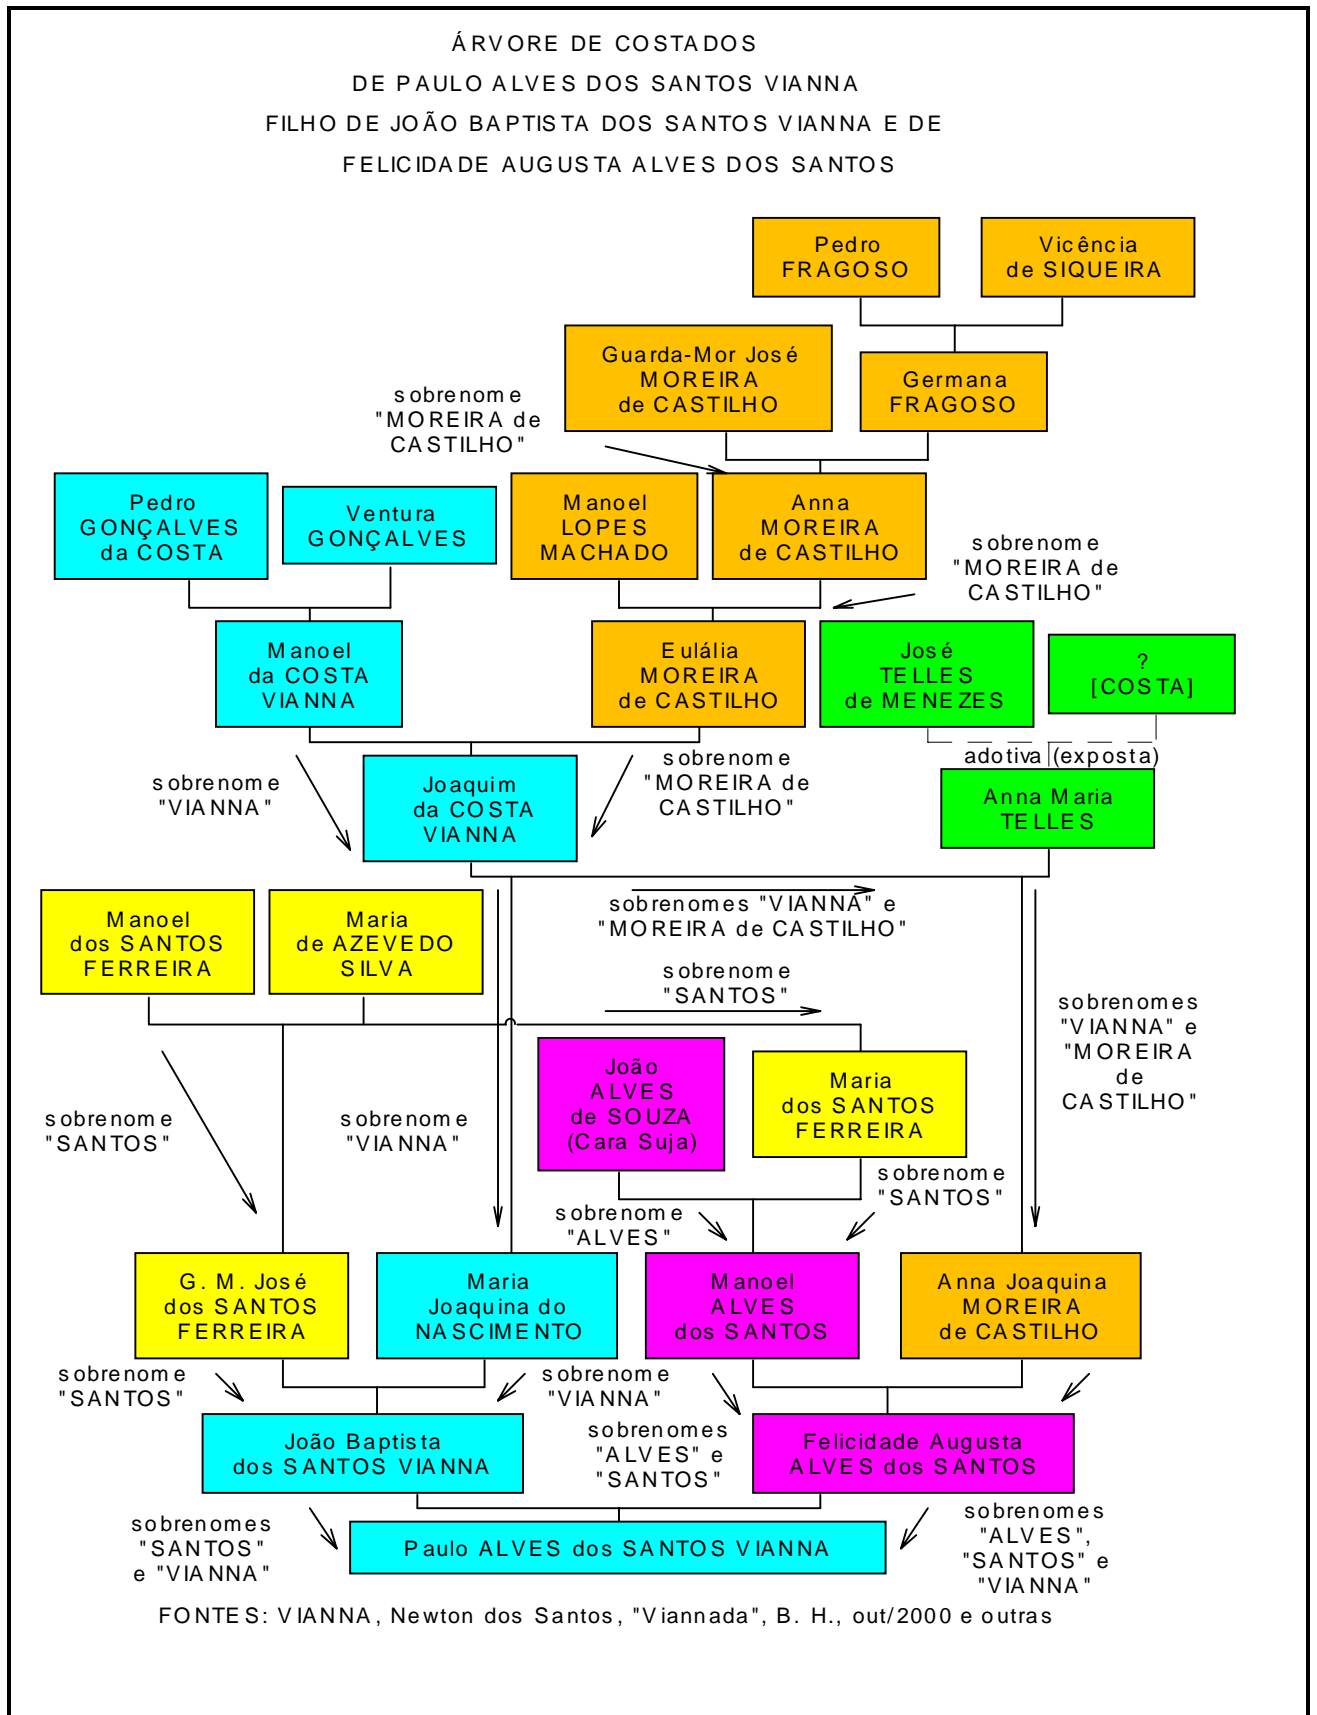 ÁRVORE DE COSTADOS
DE PAULO ALVES DOS SANTOS VIANNA
FILHO DE JOÃO BAPTISTA DOS SANTOS VIANNA E DE
FELICIDADE AUGUSTA ALVES DOS SANTOS
Pedro
FRAGOSO
Vicência
de SIQUEIRA
Guarda-Mor José
MOREIRA
de CASTILHO
Germana
FRAGOSO
sobrenome
"MOREIRA de
CASTILHO"
Pedro
GONÇALVES
da COSTA
Ventura
GONÇALVES
Manoel
LOPES
MACHADO
Anna
MOREIRA
de CASTILHO
sobrenome
"MOREIRA de
CASTILHO"
Manoel
da COSTA
VIANNA
Eulália
MOREIRA
de CASTILHO
José
TELLES
de MENEZES
?
[COSTA]
adotiva (exposta)
sobrenome
"VIANNA"
Joaquim
da COSTA
VIANNA
sobrenome
"MOREIRA de
CASTILHO"
Anna Maria
TELLES
Manoel
dos SANTOS
FERREIRA
Maria
de AZEVEDO
SILVA
sobrenomes "VIANNA" e
"MOREIRA de CASTILHO"
sobrenome
"SANTOS"
sobrenomes
"VIANNA" e
"MOREIRA
de
CASTILHO"
João
ALVES
de SOUZA
(Cara Suja)
Maria
dos SANTOS
FERREIRA
sobrenome
"SANTOS"
sobrenome
"VIANNA"
sobrenome
"SANTOS"
sobrenome
"ALVES"
G. M. José
dos SANTOS
FERREIRA
Maria
Joaquina do
NASCIMENTO
Manoel
ALVES
dos SANTOS
Anna Joaquina
MOREIRA
de CASTILHO
sobrenome
"SANTOS"
sobrenome
"VIANNA"
João Baptista
dos SANTOS VIANNA
sobrenomes
"ALVES" e
"SANTOS"
Felicidade Augusta
ALVES dos SANTOS
sobrenomes
"SANTOS"
e "VIANNA"
Paulo ALVES dos SANTOS VIANNA
sobrenomes
"ALVES",
"SANTOS" e
"VIANNA"
FONTES: VIANNA, Newton dos Santos, "Viannada", B. H., out/2000 e outras